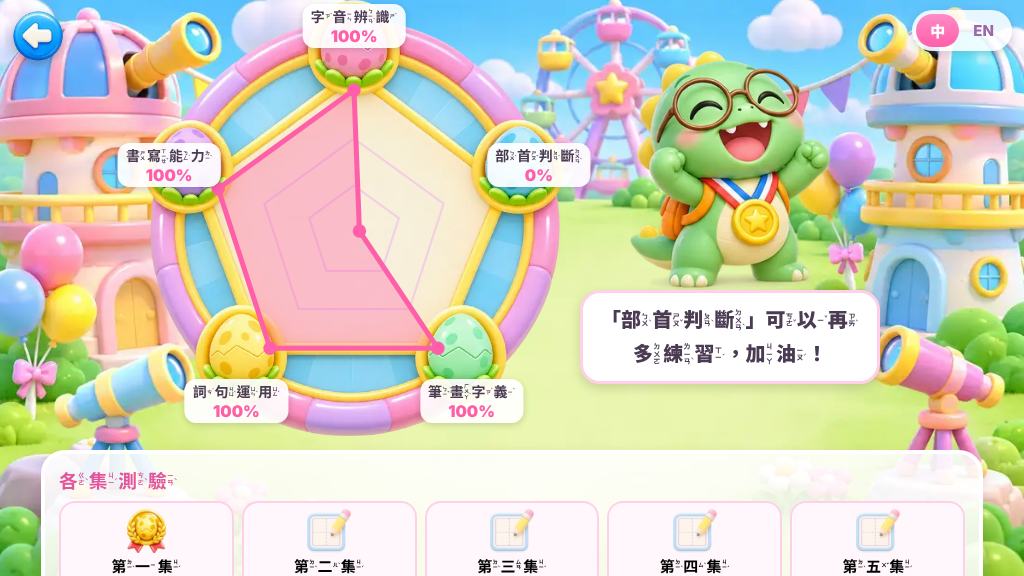 中 EN
字音辨識
100%
書寫能力
100%
部首判斷
0%
「部首判斷」可以再
多練習，加油！
詞句運用
100%
筆畫字義
100%
各集測驗
第一集
第二集
第三集
第四集
第五集